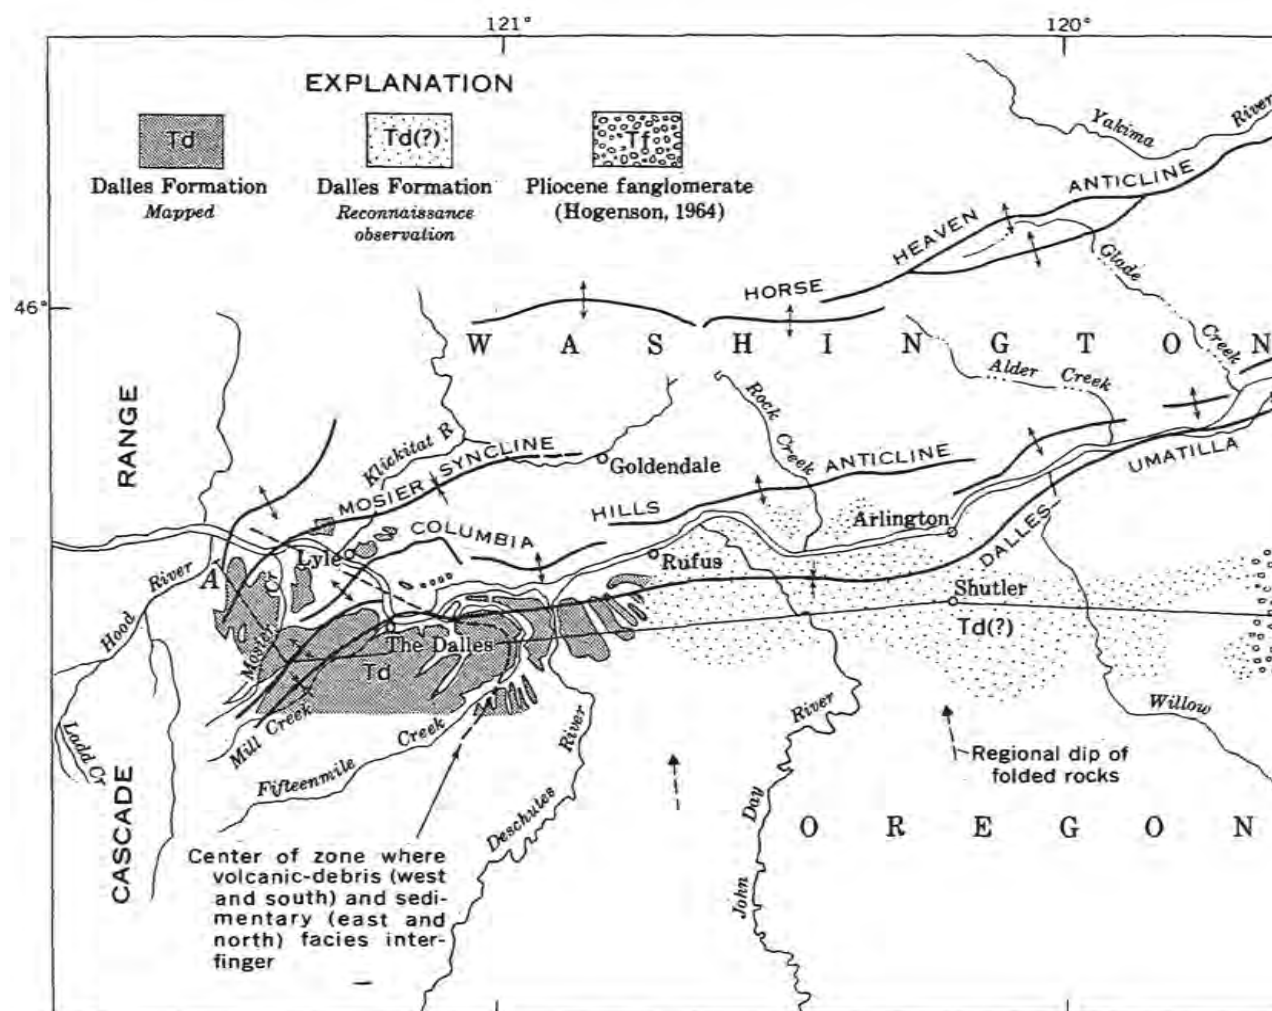 121°
120°
EXPLANATION
Td
Td(?)
Tf
Dalles Formation
Mapped
Dalles Formation
Reconnaissance
observation
Pliocene fanglomerate
(Hogenson, 1964)
Yakima River
HEAVEN ANTICLINE
HORSE
Glade Creek
46°
WASHINGTON
Alder Creek
Rock Creek
RANGE
Klickitat R
MOSIER SYNCLINE
Goldendale
COLUMBIA HILLS ANTICLINE
UMATILLA
DALLES
Arlington
Lyle
Rufus
A
Hood River
Mosier Cr
Shutler
Td(?)
The Dalles
Td
Mill Creek
Fifteenmile Creek
Ladd Cr
Deschutes River
John Day River
Willow
Regional dip of
folded rocks
OREGON
CASCADE
Center of zone where
volcanic-debris (west
and south) and sedi-
mentary (east and
north) facies inter-
finger